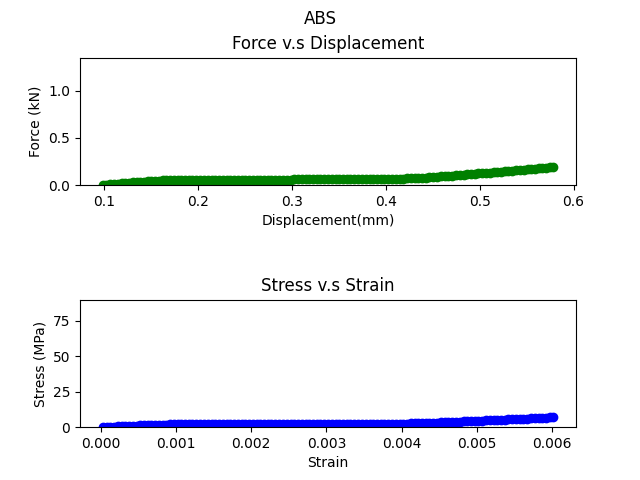 ABS
Force v.s Displacement
1.0
0.5
0.0
Force (kN)
0.1 0.2 0.3 0.4 0.5 0.6
Displacement(mm)
Stress v.s Strain
75
50
25
0
Stress (MPa)
0.000 0.001 0.002 0.003 0.004 0.005 0.006
Strain